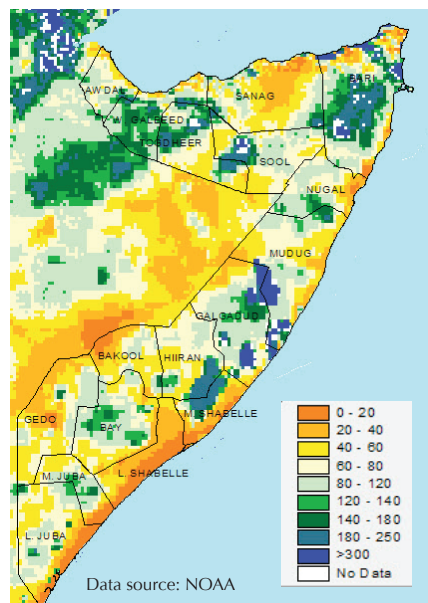 BARI
AWDAL
SANAG
W. GALBEED
TOGDHEER
SOOL
NUGAL
MUDUG
GALGADUD
BAKOOL
HIIRAN
GEDO
M. SHABELLE
BAY
M. JUBA
L. SHABELLE
L. JUBA
0 - 20
20 - 40
40 - 60
60 - 80
80 - 120
120 - 140
140 - 180
180 - 250
>300
No Data
Data source: NOAA